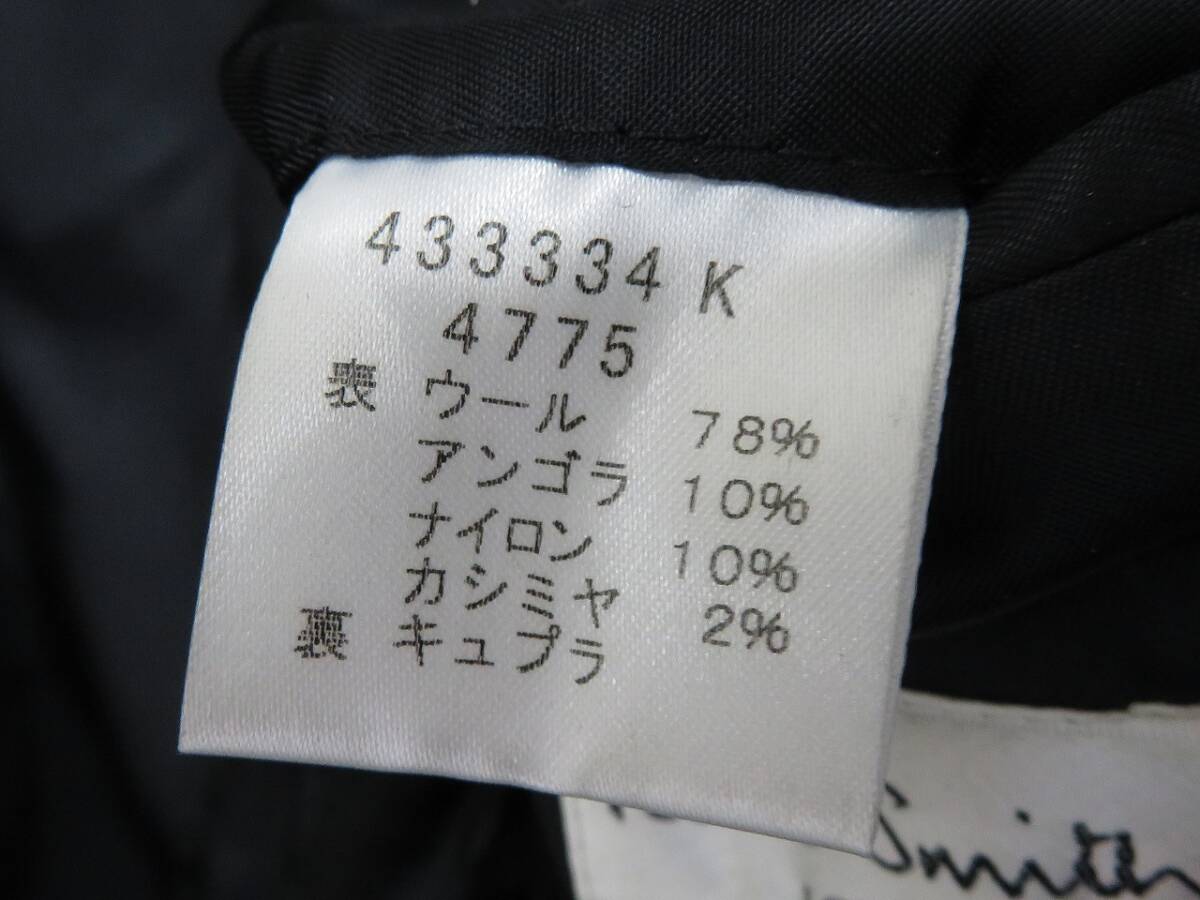 433334 K
4775
表 ウール 78%
アンゴラ 10%
ナイロン 10%
カシミヤ 2%
裏 キュプラ
Smith